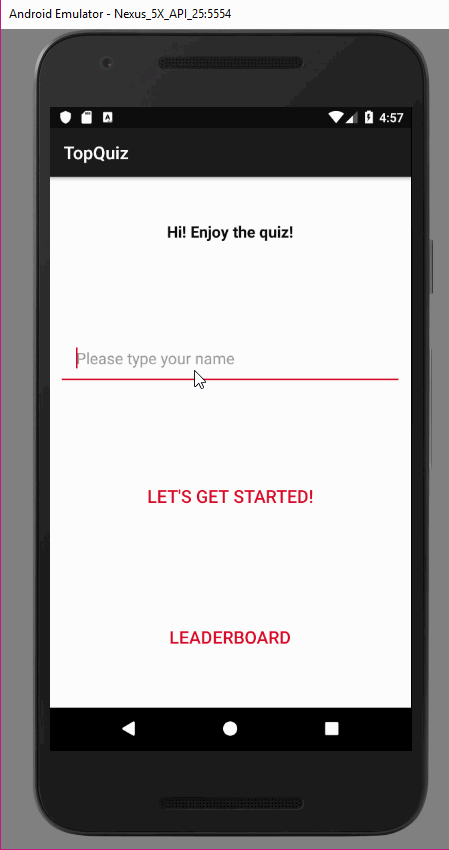 Android Emulator - Nexus_5X_API_25:5554
4:57
TopQuiz
Hi! Enjoy the quiz!
Please type your name
LET'S GET STARTED!
LEADERBOARD